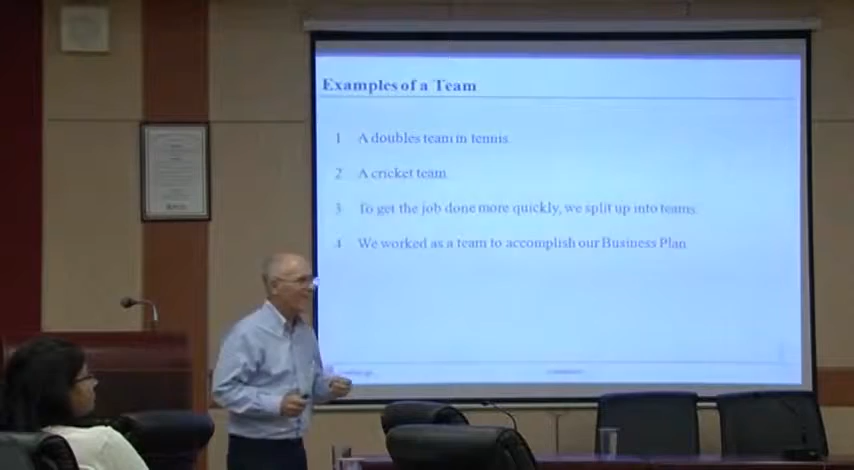 Examples of a Team
1 A doubles team in tennis.
2 A cricket team.
3 To get the job done more quickly, we split up into teams.
4 We worked as a team to accomplish our Business Plan